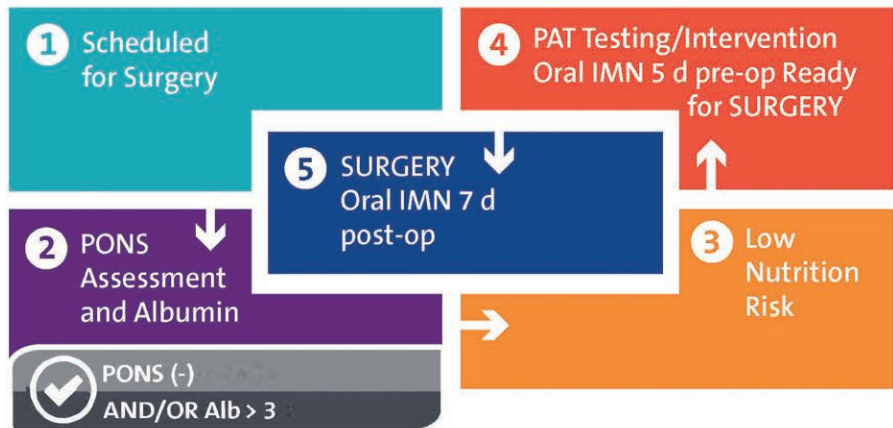 1 Scheduled
for Surgery
2 PONS
Assessment
and Albumin
PONS (-)
AND/OR Alb > 3
3 Low
Nutrition
Risk
4 PAT Testing/Intervention
Oral IMN 5 d pre-op Ready
for SURGERY
5 SURGERY
Oral IMN 7 d
post-op